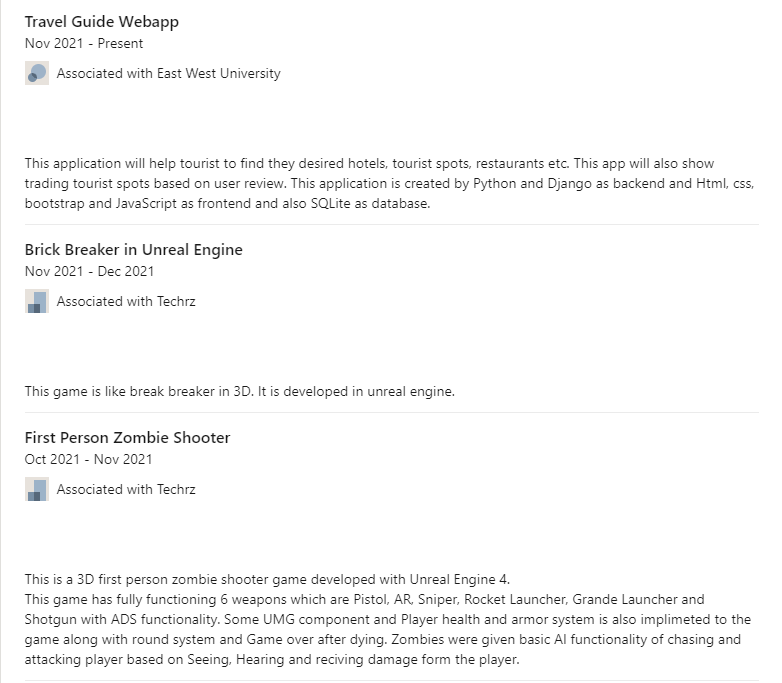 Travel Guide Webapp
Nov 2021 - Present
Associated with East West University
This application will help tourist to find they desired hotels, tourist spots, restaurants etc. This app will also show
trading tourist spots based on user review. This application is created by Python and Django as backend and Html, css,
bootstrap and JavaScript as frontend and also SQLite as database.
Brick Breaker in Unreal Engine
Nov 2021 - Dec 2021
Associated with Techrz
This game is like break breaker in 3D. It is developed in unreal engine.
First Person Zombie Shooter
Oct 2021 - Nov 2021
Associated with Techrz
This is a 3D first person zombie shooter game developed with Unreal Engine 4.
This game has fully functioning 6 weapons which are Pistol, AR, Sniper, Rocket Launcher, Grande Launcher and
Shotgun with ADS functionality. Some UMG component and Player health and armor system is also implimeted to the
game along with round system and Game over after dying. Zombies were given basic AI functionality of chasing and
attacking player based on Seeing, Hearing and reciving damage form the player.